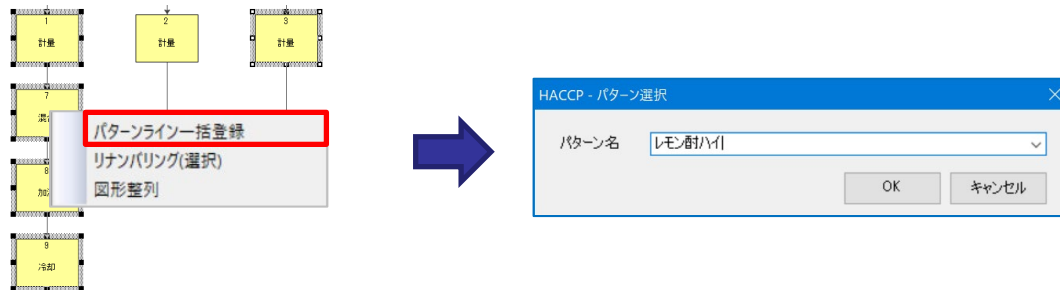 1
計量
2
計量
3
計量
7
8
9
冷却
パターンライン一括登録
リナンバリング(選択)
図形整列
HACCP - パターン選択
パターン名
レモン酎ハイ
OK
キャンセル